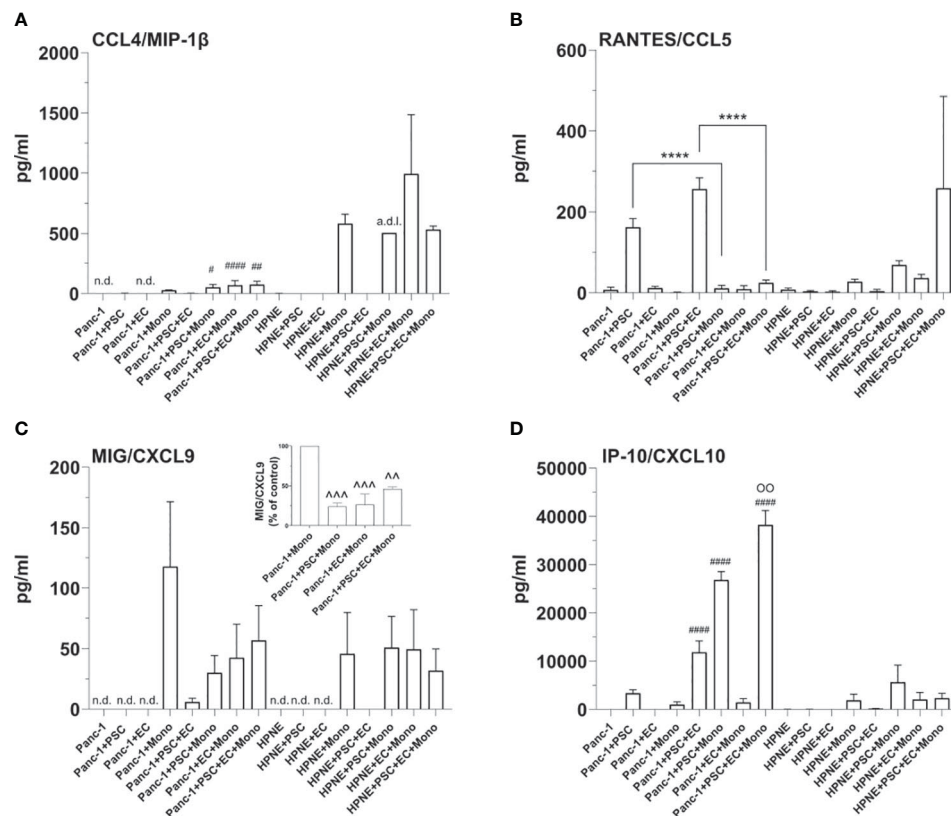 A
CCL4/MIP-1β
pg/ml
2000
1500
1000
500
0
n.d.
n.d.
#
####
##
a.d.l.
Panc-1
Panc-1+PSC
Panc-1+EC
Panc-1+Mono
Panc-1+PSC+EC
Panc-1+PSC+Mono
Panc-1+EC+Mono
Panc-1+PSC+EC+Mono
HPNE
HPNE+PSC
HPNE+EC
HPNE+Mono
HPNE+PSC+EC
HPNE+PSC+Mono
HPNE+EC+Mono
HPNE+PSC+EC+Mono
B
RANTES/CCL5
pg/ml
600
400
200
0
****
****
Panc-1
Panc-1+PSC
Panc-1+EC
Panc-1+Mono
Panc-1+PSC+EC
Panc-1+PSC+Mono
Panc-1+EC+Mono
Panc-1+PSC+EC+Mono
HPNE
HPNE+PSC
HPNE+EC
HPNE+Mono
HPNE+PSC+EC
HPNE+PSC+Mono
HPNE+EC+Mono
HPNE+PSC+EC+Mono
C
MIG/CXCL9
pg/ml
200
150
100
50
0
n.d.
n.d.
n.d.
n.d.
n.d.
n.d.
MIG/CXCL9
(% of control)
100
50
0
^^^
^^^
^^
Panc-1+Mono
Panc-1+PSC+Mono
Panc-1+EC+Mono
Panc-1+PSC+EC+Mono
Panc-1
Panc-1+PSC
Panc-1+EC
Panc-1+Mono
Panc-1+PSC+EC
Panc-1+PSC+Mono
Panc-1+EC+Mono
Panc-1+PSC+EC+Mono
HPNE
HPNE+PSC
HPNE+EC
HPNE+Mono
HPNE+PSC+EC
HPNE+PSC+Mono
HPNE+EC+Mono
HPNE+PSC+EC+Mono
D
IP-10/CXCL10
pg/ml
50000
40000
30000
20000
10000
0
####
####
OO
####
Panc-1
Panc-1+PSC
Panc-1+EC
Panc-1+Mono
Panc-1+PSC+EC
Panc-1+PSC+Mono
Panc-1+EC+Mono
Panc-1+PSC+EC+Mono
HPNE
HPNE+PSC
HPNE+EC
HPNE+Mono
HPNE+PSC+EC
HPNE+PSC+Mono
HPNE+EC+Mono
HPNE+PSC+EC+Mono